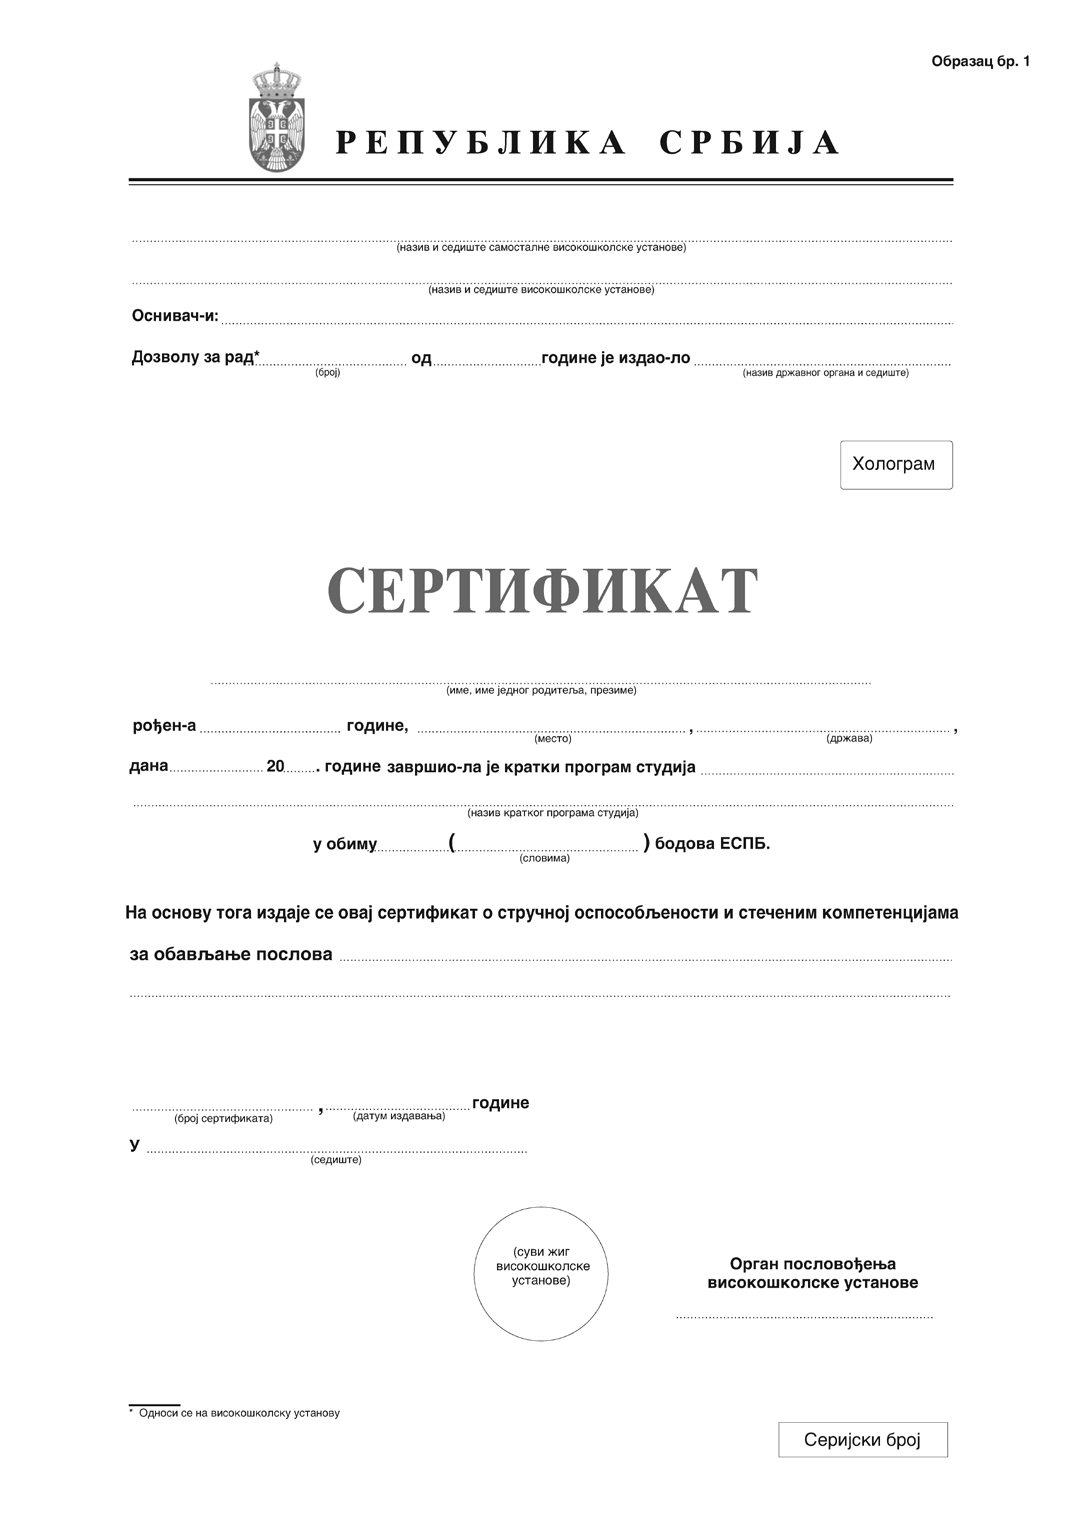 Образац бр. 1
РЕПУБЛИКА СРБИЈА
(назив и седиште самосталне високошколске установе)
(назив и седиште високошколске установе)
Оснивач-и:
Дозволу за рад* од године је издао-ло
(број) (назив државног органа и седиште)
Холограм
СЕРТИФИКАТ
(име, име једног родитеља, презиме)
рођен-а године, , ,
(место) (држава)
дана 20 . године завршио-ла је кратки програм студија
(назив кратког програма студија)
у обиму ( ) бодова ЕСПБ.
(словима)
На основу тога издаје се овај сертификат о стручној оспособљености и стеченим компетенцијама
за обављање послова
, године
(број сертификата) (датум издавања)
У
(седиште)
(суви жиг
високошколске
установе)
Орган пословођења
високошколске установе
* Односи се на високошколску установу
Серијски број